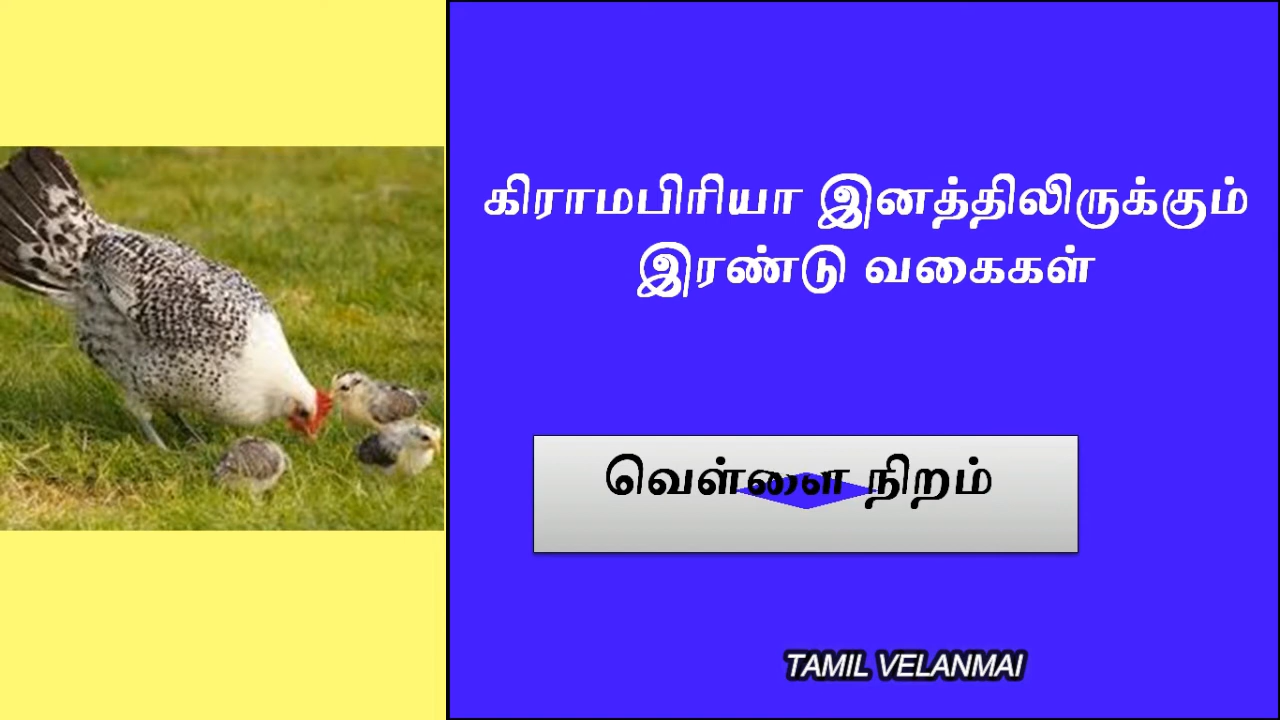 கிராமபிரியா இனத்திலிருக்கும்
இரண்டு வகைகள்
வெள்ளை நிறம்
TAMIL VELANMAI